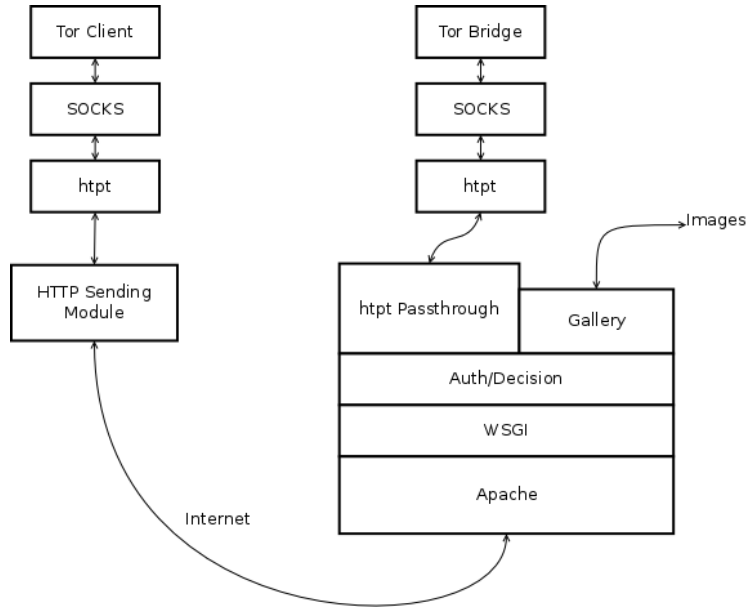 Tor Client
SOCKS
htpt
HTTP Sending
Module
Internet
Tor Bridge
SOCKS
htpt
Images
htpt Passthrough
Gallery
Auth/Decision
WSGI
Apache